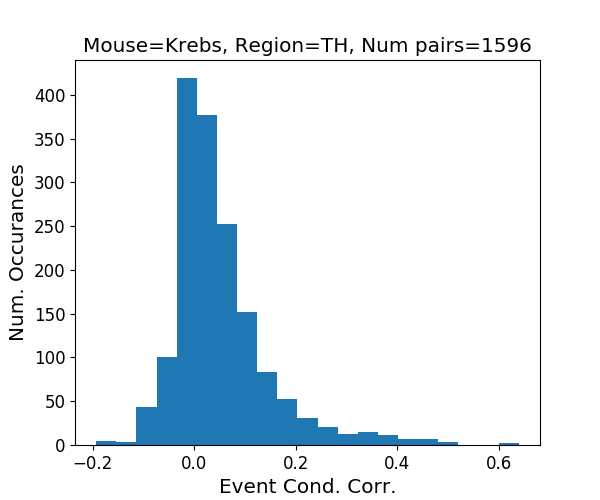 Mouse=Krebs, Region=TH, Num pairs=1596
Num. Occurances
400
350
300
250
200
150
100
50
0
−0.2 0.0 0.2 0.4 0.6
Event Cond. Corr.